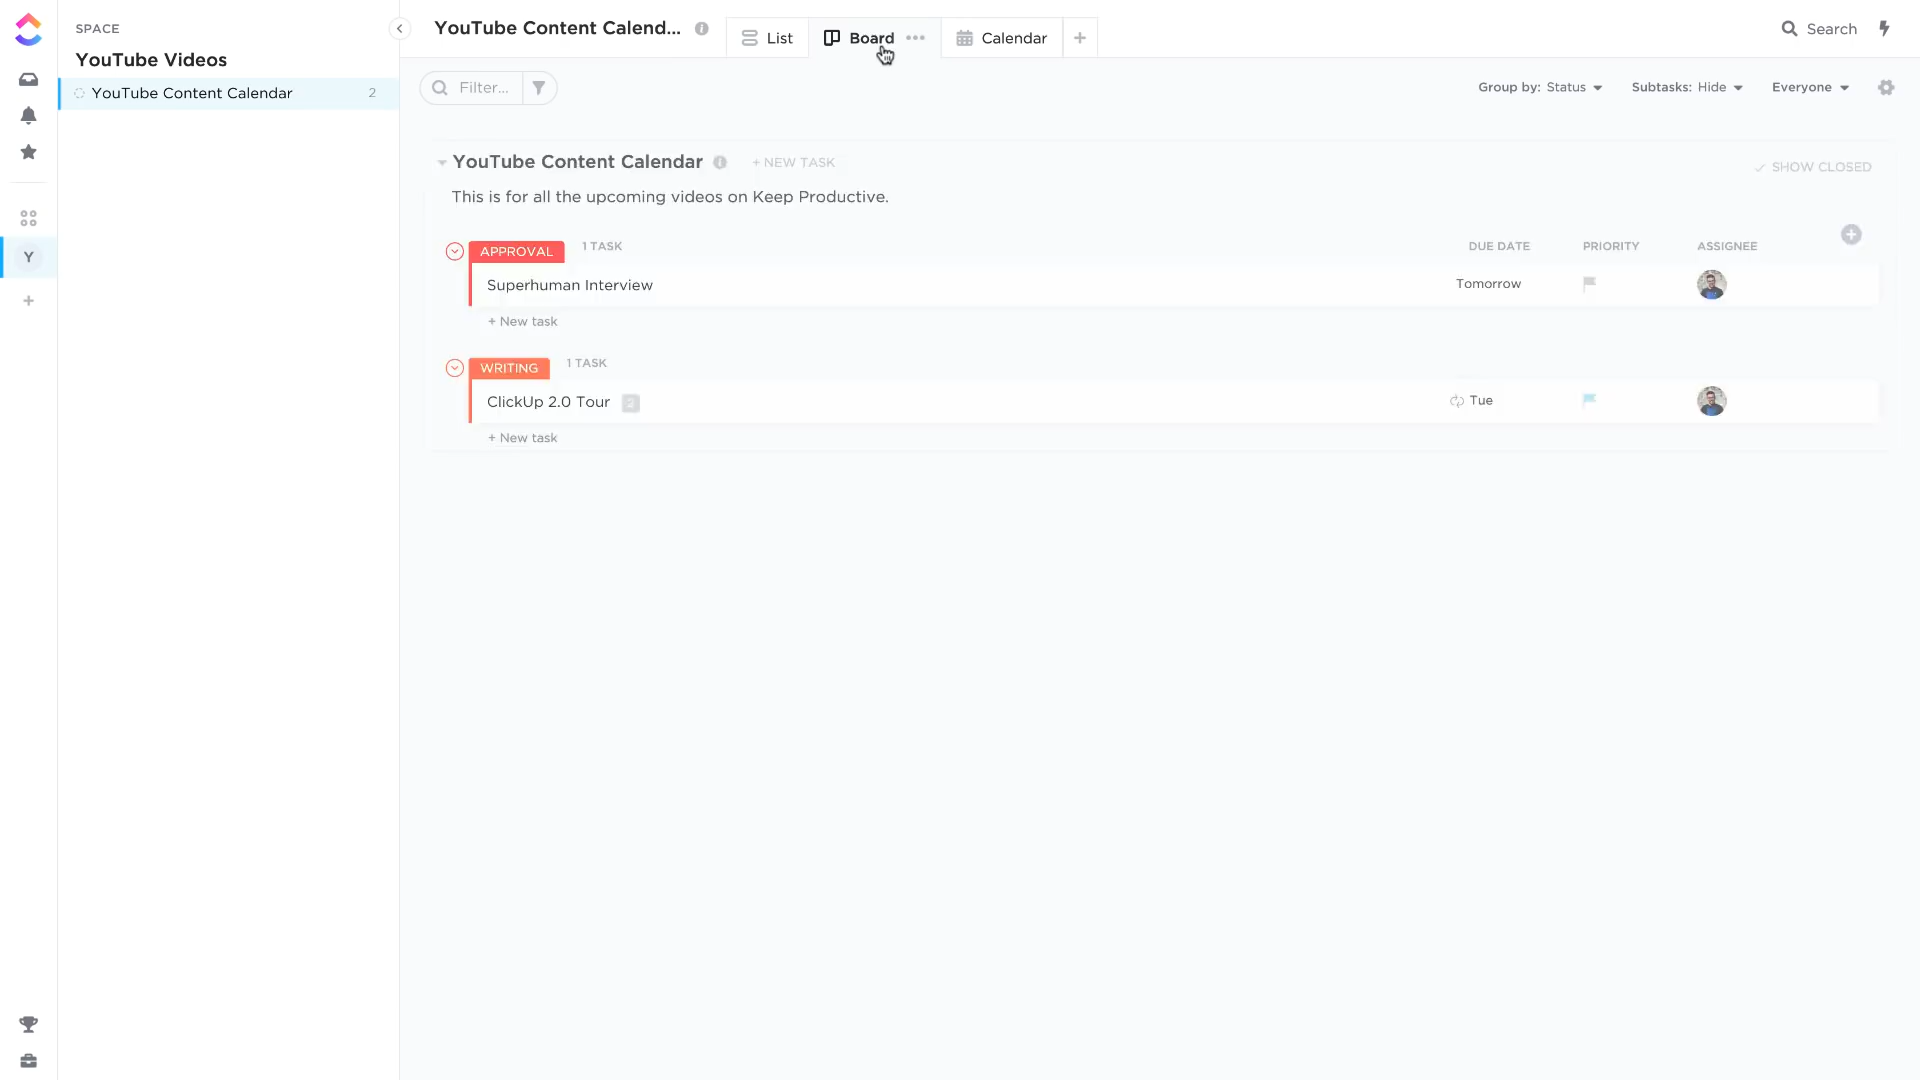 SPACE
YouTube Videos
YouTube Content Calendar 2
Y
YouTube Content Calend...
List
Board
Calendar
Search
Filter...
Group by: Status
Subtasks: Hide
Everyone
YouTube Content Calendar
+ NEW TASK
SHOW CLOSED
This is for all the upcoming videos on Keep Productive.
APPROVAL 1 TASK DUE DATE PRIORITY ASSIGNEE
Superhuman Interview Tomorrow
+ New task
WRITING 1 TASK
ClickUp 2.0 Tour 2 Tue
+ New task